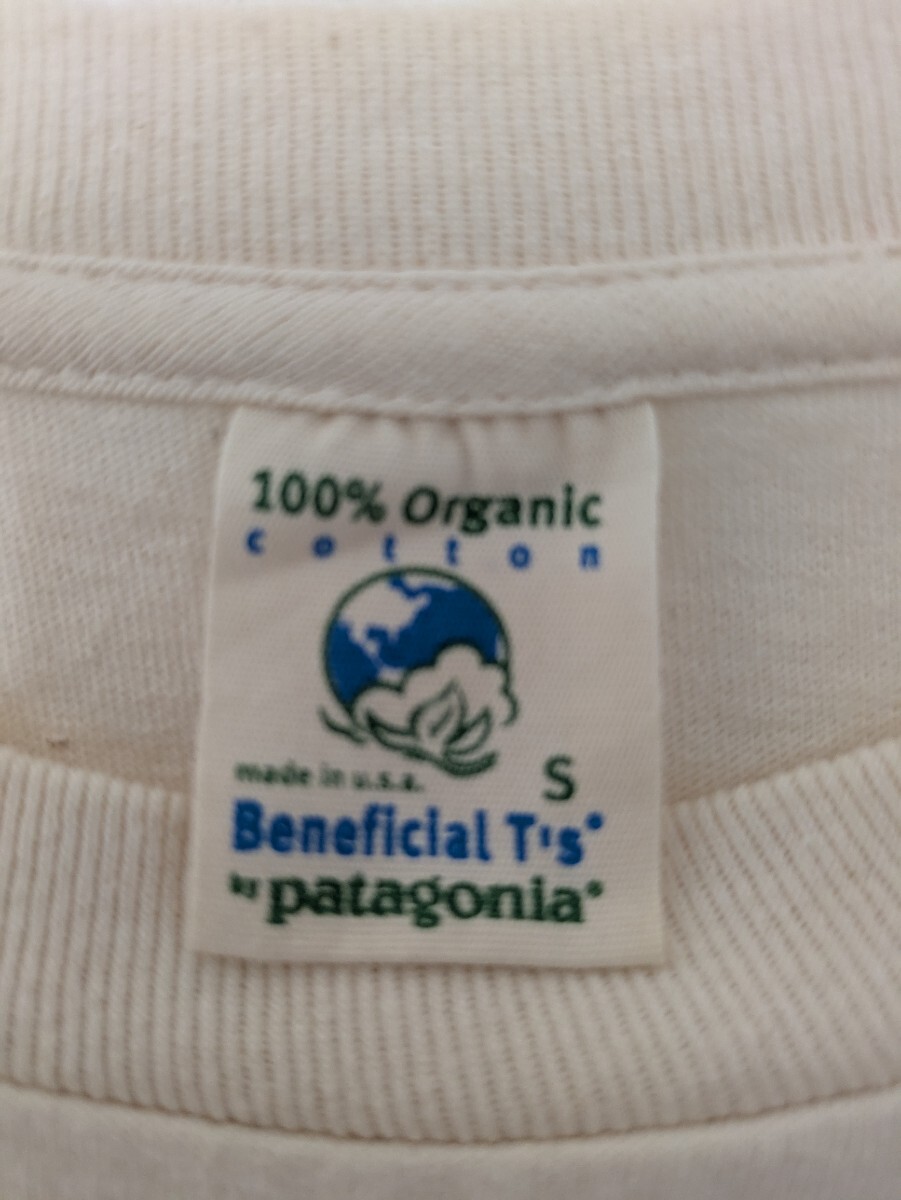 100% Organic
cotton
made in u.s.a.
S
Beneficial T's®
by patagonia®